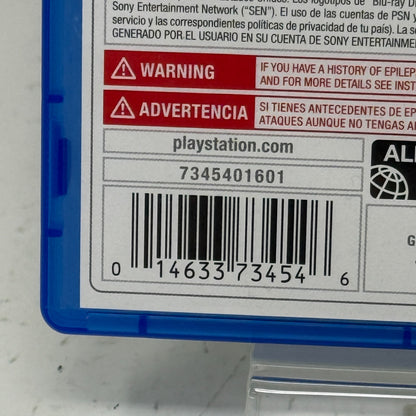 Sony Entertainment Network ("SEN"). El uso de las cuentas de PSN y
servicio y las correspondientes políticas de privacidad de tu país). La
GENERADO POR EL USUARIO EN SU CUENTA DE SONY ENTERTAINME
WARNING
IF YOU HAVE A HISTORY OF EPILEP
AND FOR MORE DETAILS SEE INST
ADVERTENCIA
SI TIENES ANTECEDENTES DE EP
ATAQUES AUNQUE NO TENGAS A
playstation.com
7345401601
AL
G
0 14633 73454 6